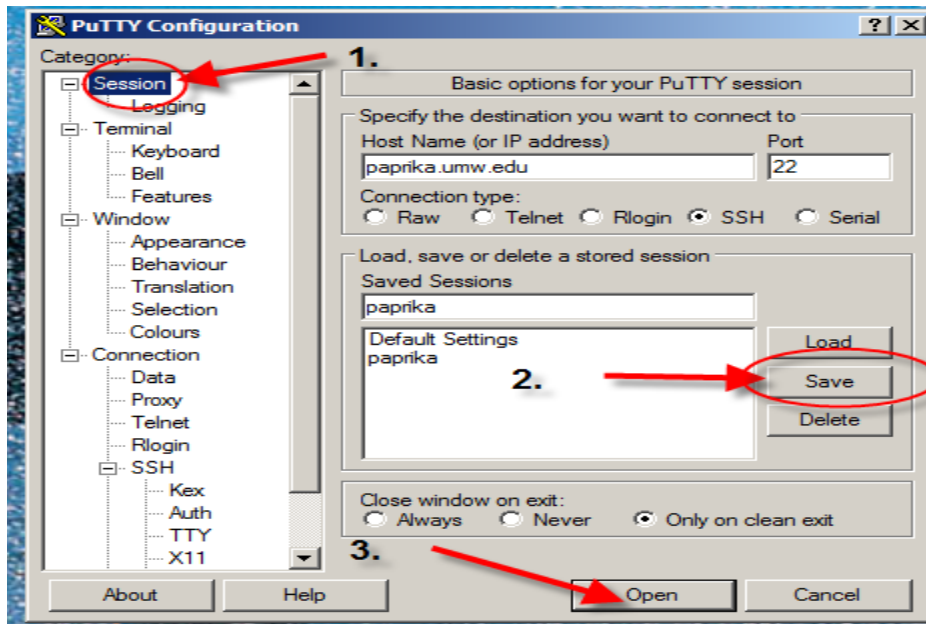 PuTTY Configuration
?
Category:
1.
Session
Logging
Terminal
Keyboard
Bell
Features
Window
Appearance
Behaviour
Translation
Selection
Colours
Connection
Data
Proxy
Telnet
Rlogin
SSH
Kex
Auth
TTY
X11
Basic options for your PuTTY session
Specify the destination you want to connect to
Host Name (or IP address) Port
paprika.umw.edu 22
Connection type:
Raw Telnet Rlogin SSH Serial
Load, save or delete a stored session
Saved Sessions
paprika
Default Settings
paprika
Load
2.
Save
Delete
Close window on exit:
Always Never Only on clean exit
3.
About Help Open Cancel